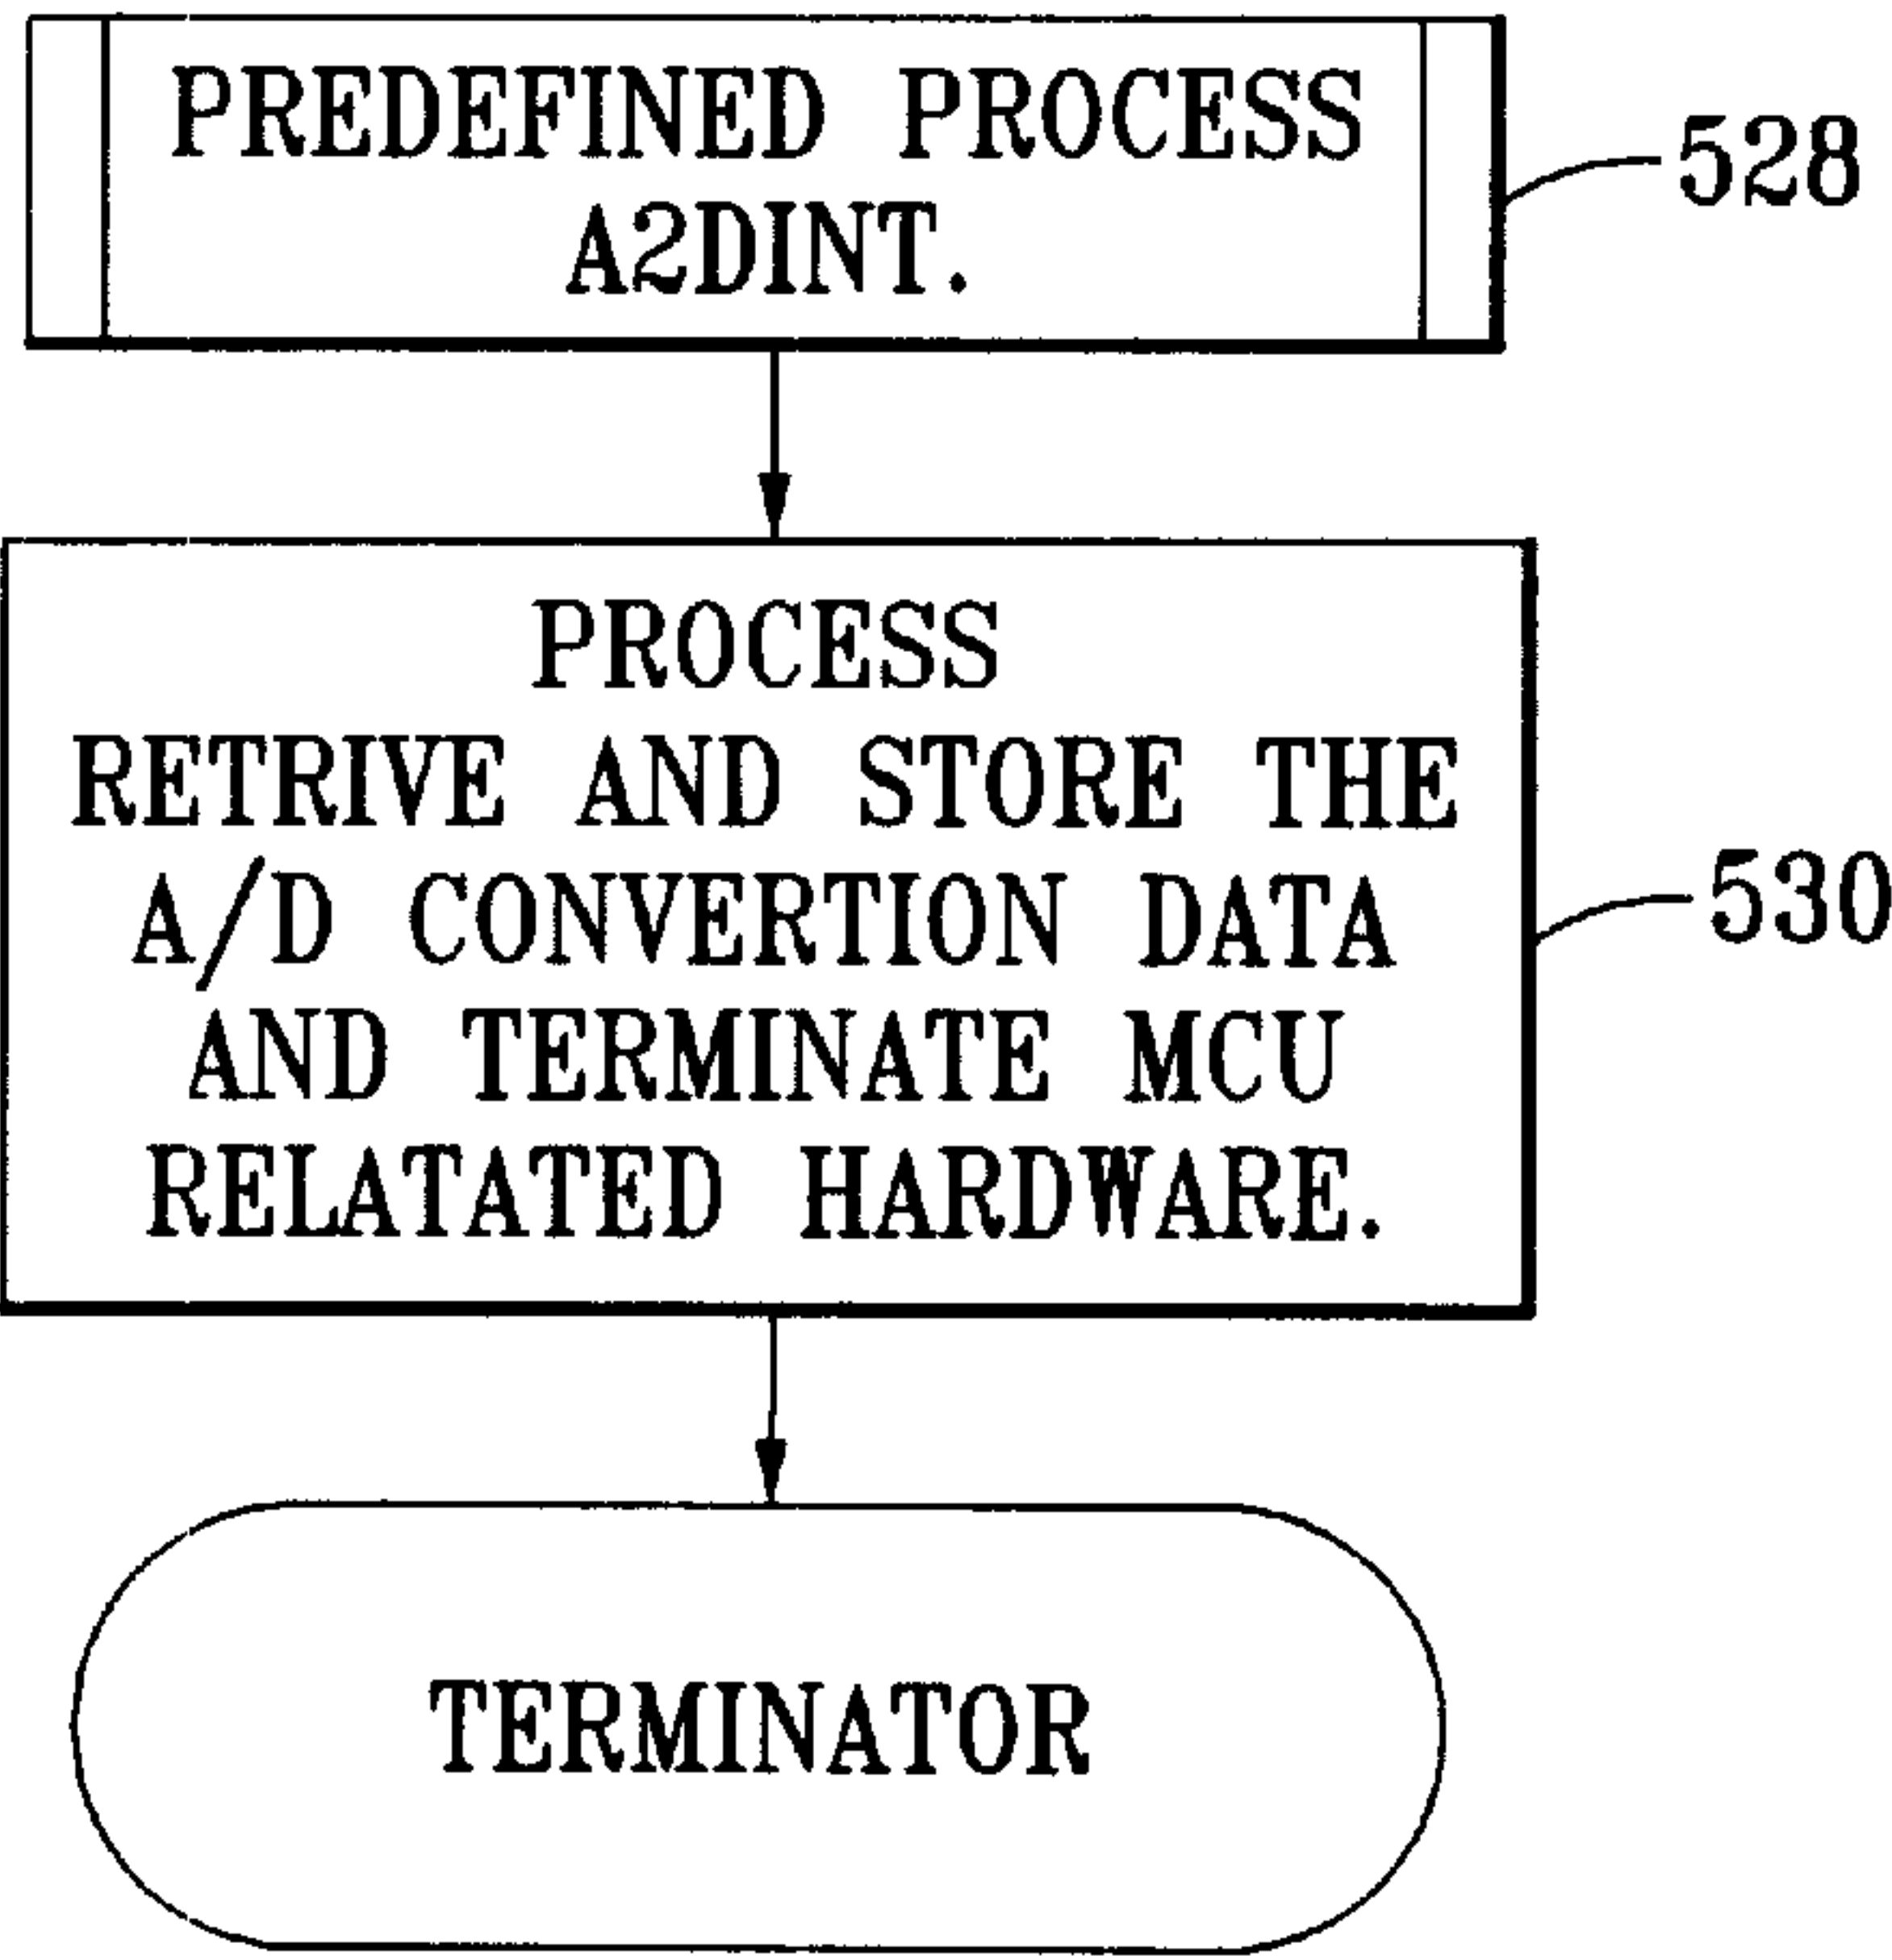 PREDEFINED PROCESS
A2DINT.
528
PROCESS
RETRIVE AND STORE THE
A/D CONVERTION DATA
AND TERMINATE MCU
RELATATED HARDWARE.
530
TERMINATOR